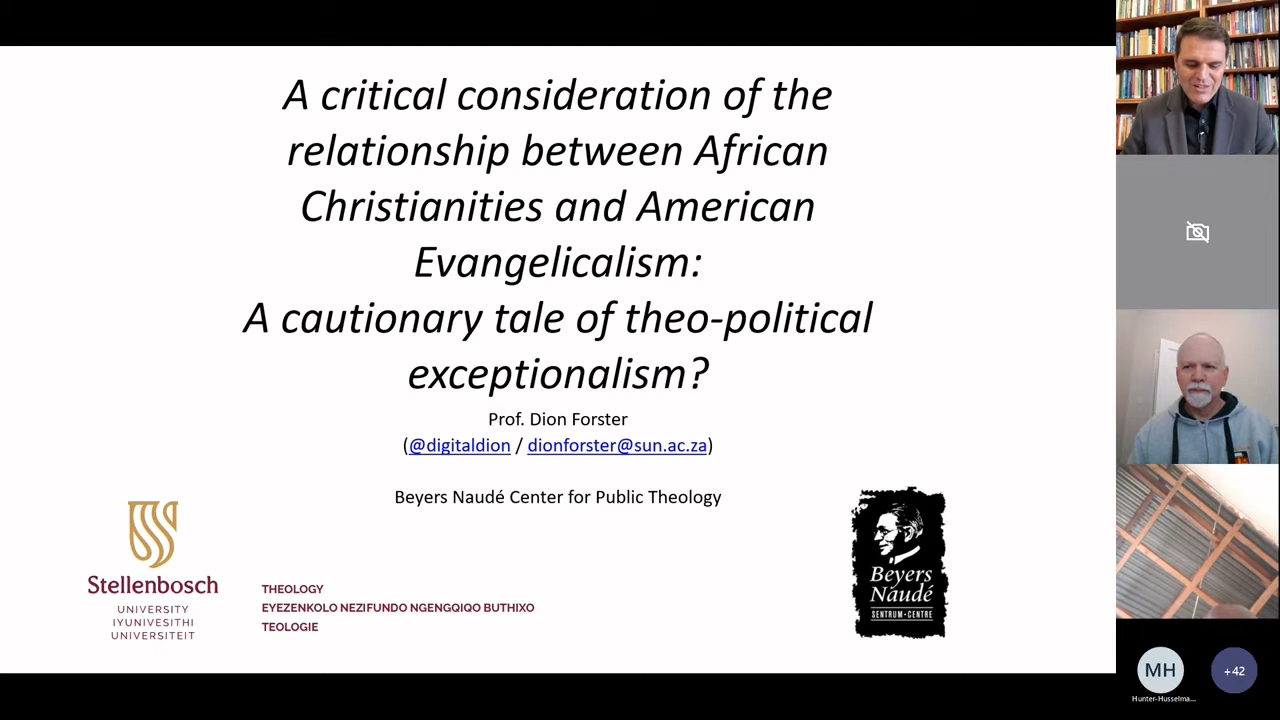 A critical consideration of the
relationship between African
Christianities and American
Evangelicalism:
A cautionary tale of theo-political
exceptionalism?
Prof. Dion Forster
(@digitaldion / dionforster@sun.ac.za)
Beyers Naudé Center for Public Theology
Stellenbosch
UNIVERSITY
IYUNIVESITHI
UNIVERSITEIT
THEOLOGY
EYEZENKOLO NEZIFUNDO NGENGQIQO BUTHIXO
TEOLOGIE
Beyers
Naudé
SENTRUM·CENTRE
MH
+42
Hunter-Husselma...